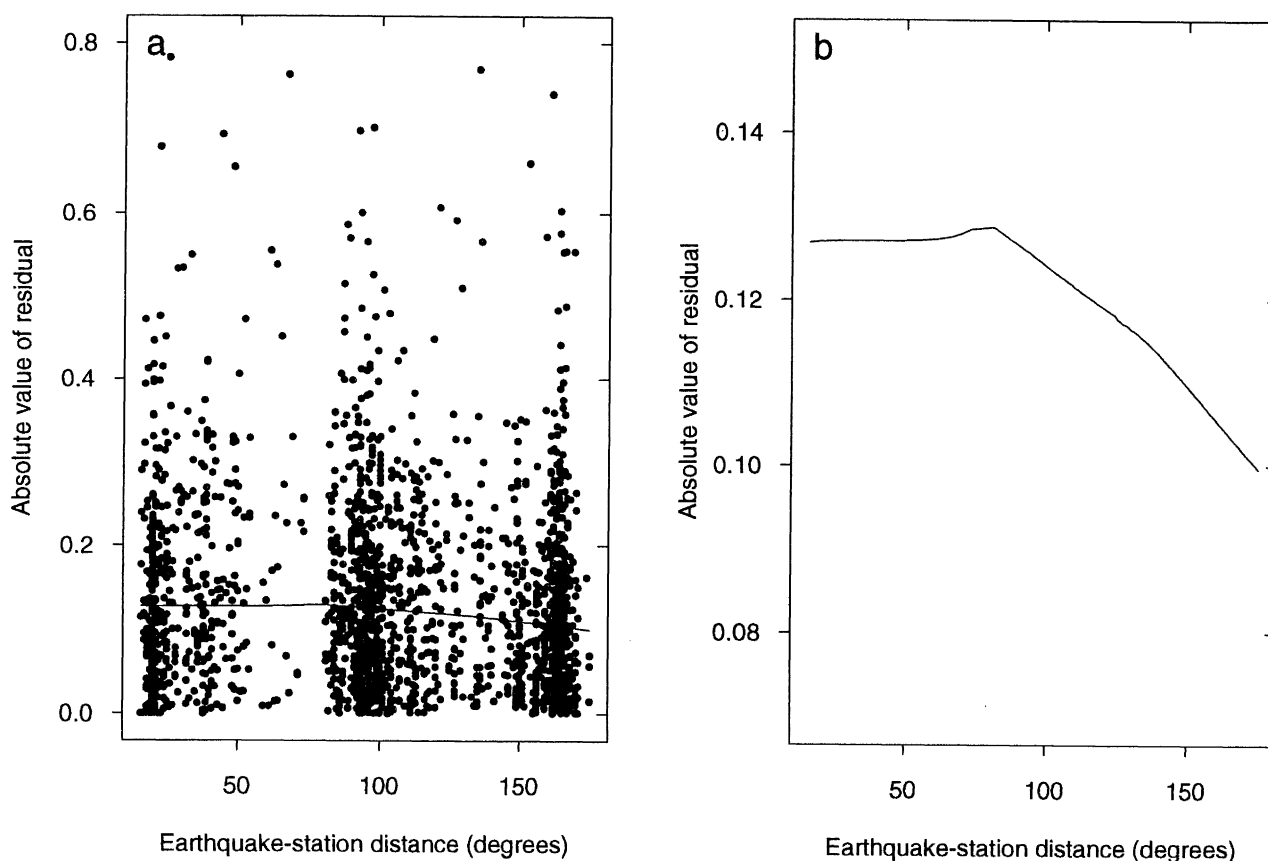 a
0.8
0.6
0.4
0.2
0.0
50
100
150
Absolute value of residual
Earthquake-station distance (degrees)
b
0.14
0.12
0.10
0.08
50
100
150
Absolute value of residual
Earthquake-station distance (degrees)